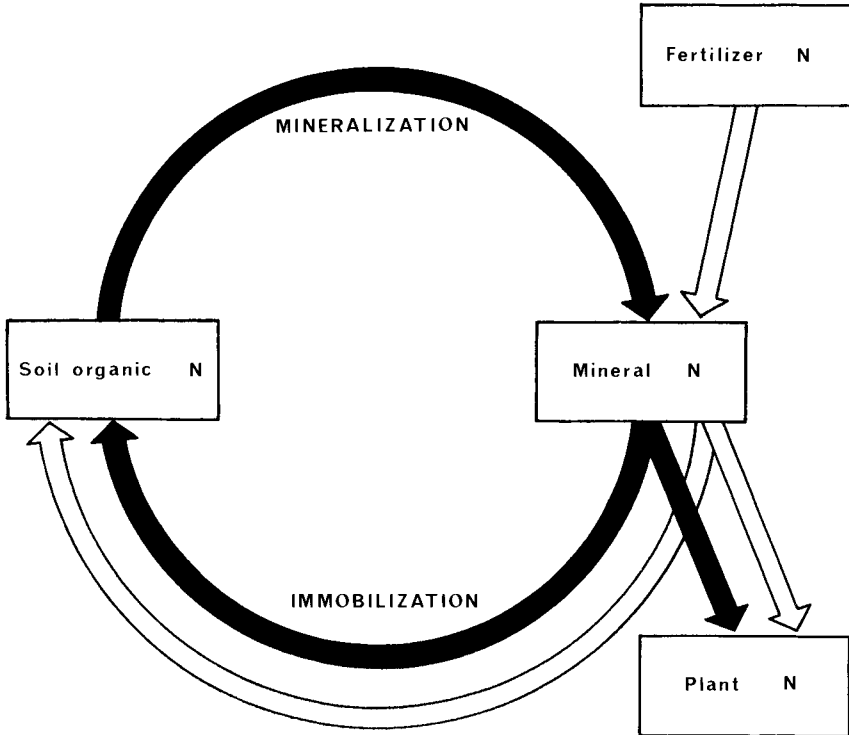 Fertilizer N
MINERALIZATION
Soil organic N
Mineral N
IMMOBILIZATION
Plant N